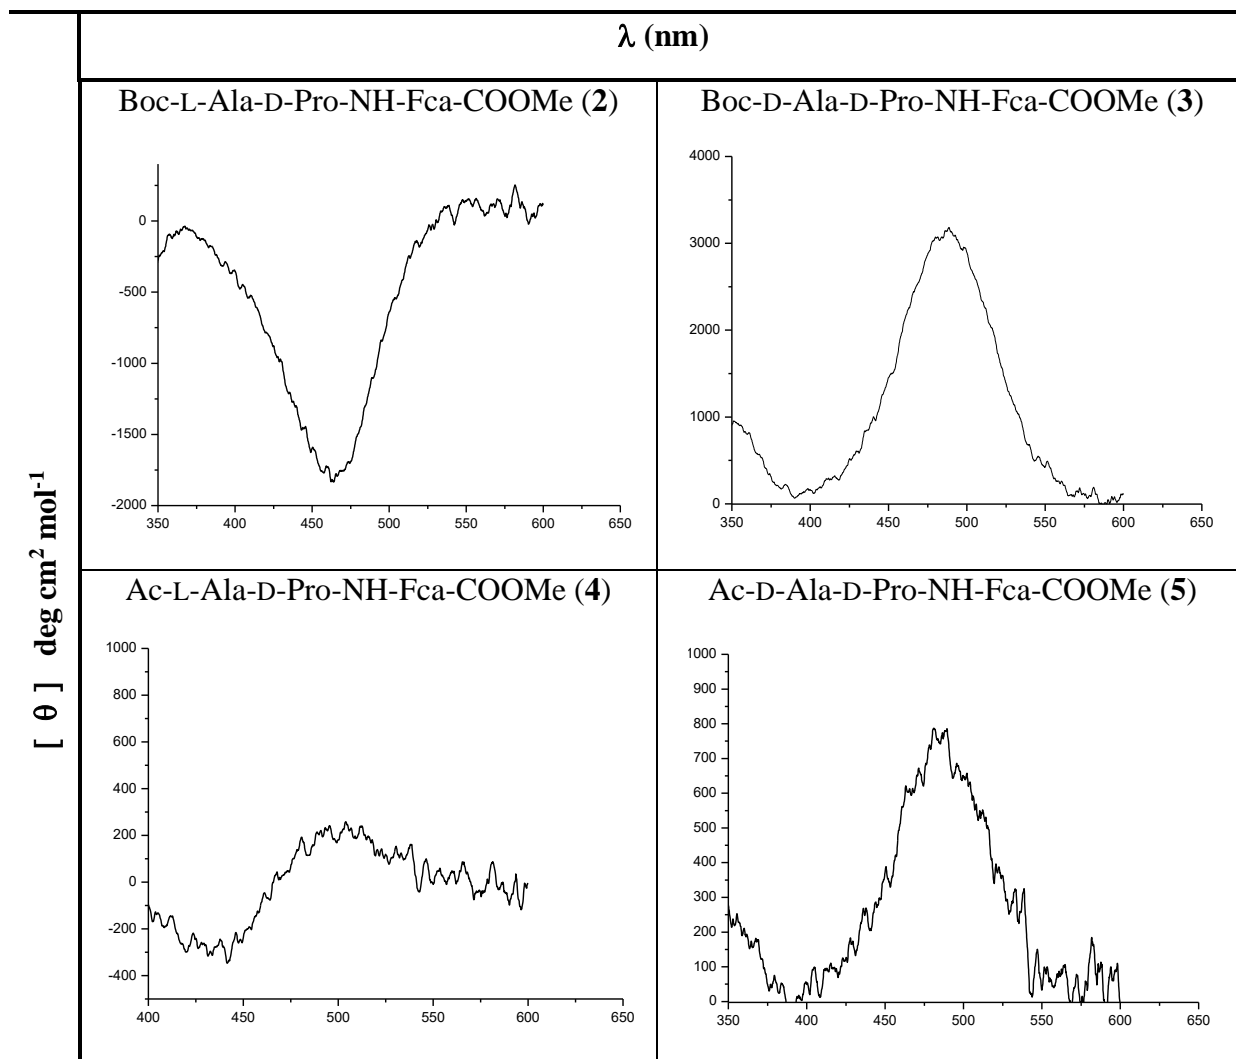 λ (nm)
[ θ ] deg cm² mol⁻¹
Boc-L-Ala-D-Pro-NH-Fca-COOMe (2)
0
-500
-1000
-1500
-2000
350 400 450 500 550 600 650
Boc-D-Ala-D-Pro-NH-Fca-COOMe (3)
4000
3000
2000
1000
0
350 400 450 500 550 600 650
Ac-L-Ala-D-Pro-NH-Fca-COOMe (4)
1000
800
600
400
200
0
-200
-400
400 450 500 550 600 650
Ac-D-Ala-D-Pro-NH-Fca-COOMe (5)
1000
900
800
700
600
500
400
300
200
100
0
350 400 450 500 550 600 650